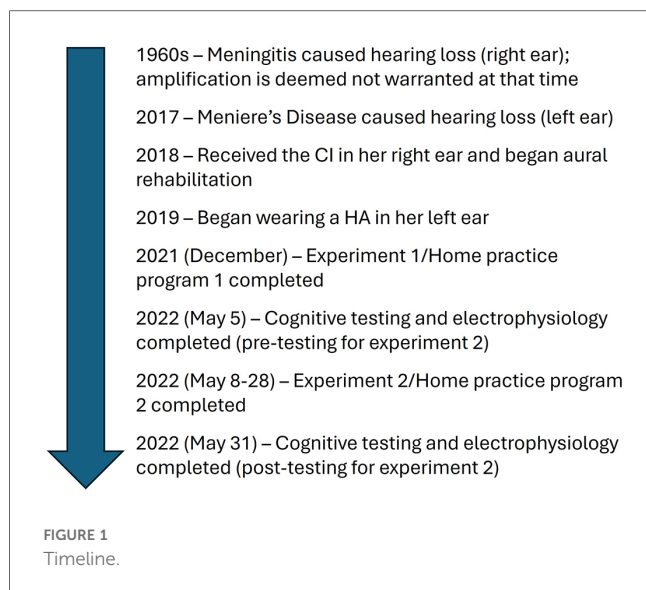 1960s – Meningitis caused hearing loss (right ear);
amplification is deemed not warranted at that time
2017 – Meniere's Disease caused hearing loss (left ear)
2018 – Received the CI in her right ear and began aural
rehabilitation
2019 – Began wearing a HA in her left ear
2021 (December) – Experiment 1/Home practice
program 1 completed
2022 (May 5) – Cognitive testing and electrophysiology
completed (pre-testing for experiment 2)
2022 (May 8-28) – Experiment 2/Home practice program
2 completed
2022 (May 31) – Cognitive testing and electrophysiology
completed (post-testing for experiment 2)
FIGURE 1
Timeline.